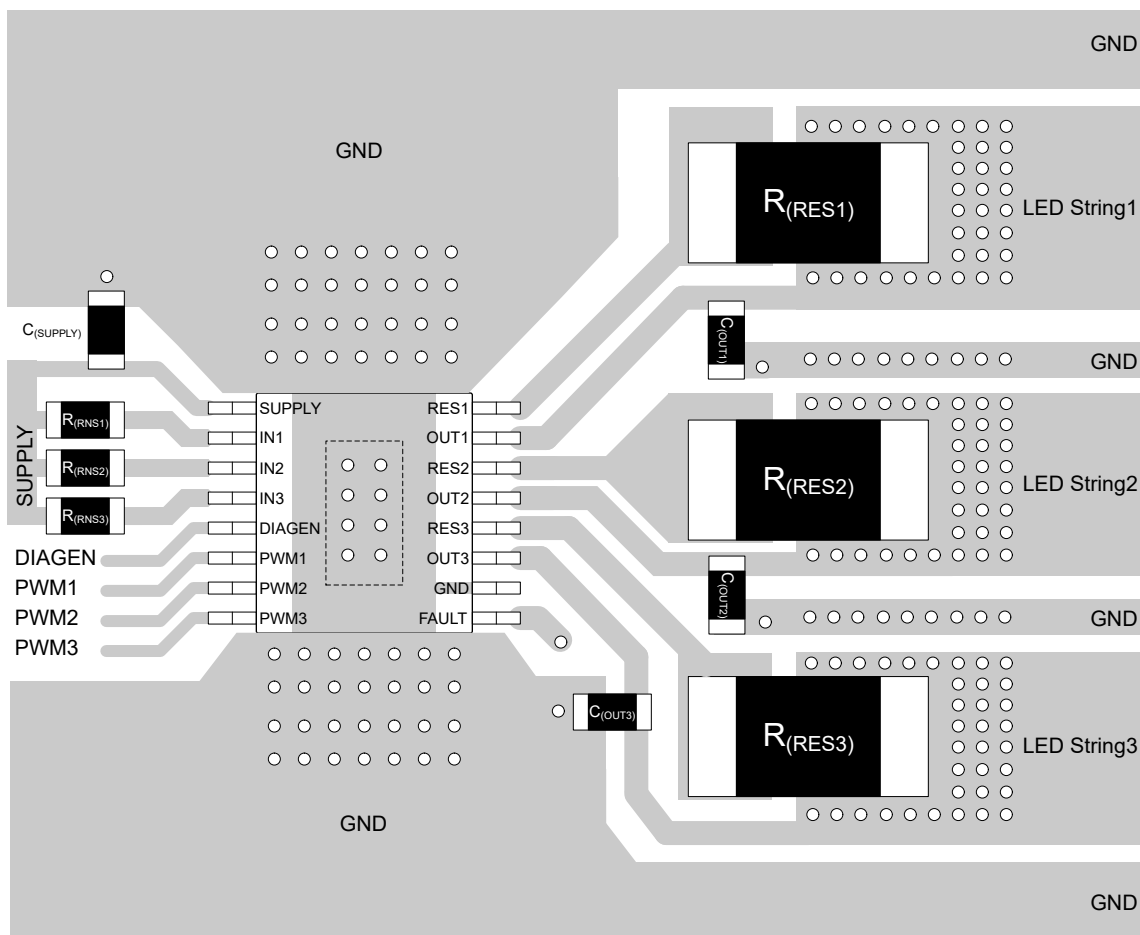 GND
GND
R(RES1)
LED String1
C(SUPPLY)
C(OUT1)
GND
SUPPLY
R(RNS1)
R(RNS2)
R(RNS3)
SUPPLY
IN1
IN2
IN3
DIAGEN
PWM1
PWM2
PWM3
RES1
OUT1
RES2
OUT2
RES3
OUT3
GND
FAULT
R(RES2)
LED String2
DIAGEN
PWM1
PWM2
PWM3
C(OUT2)
GND
C(OUT3)
R(RES3)
LED String3
GND
GND